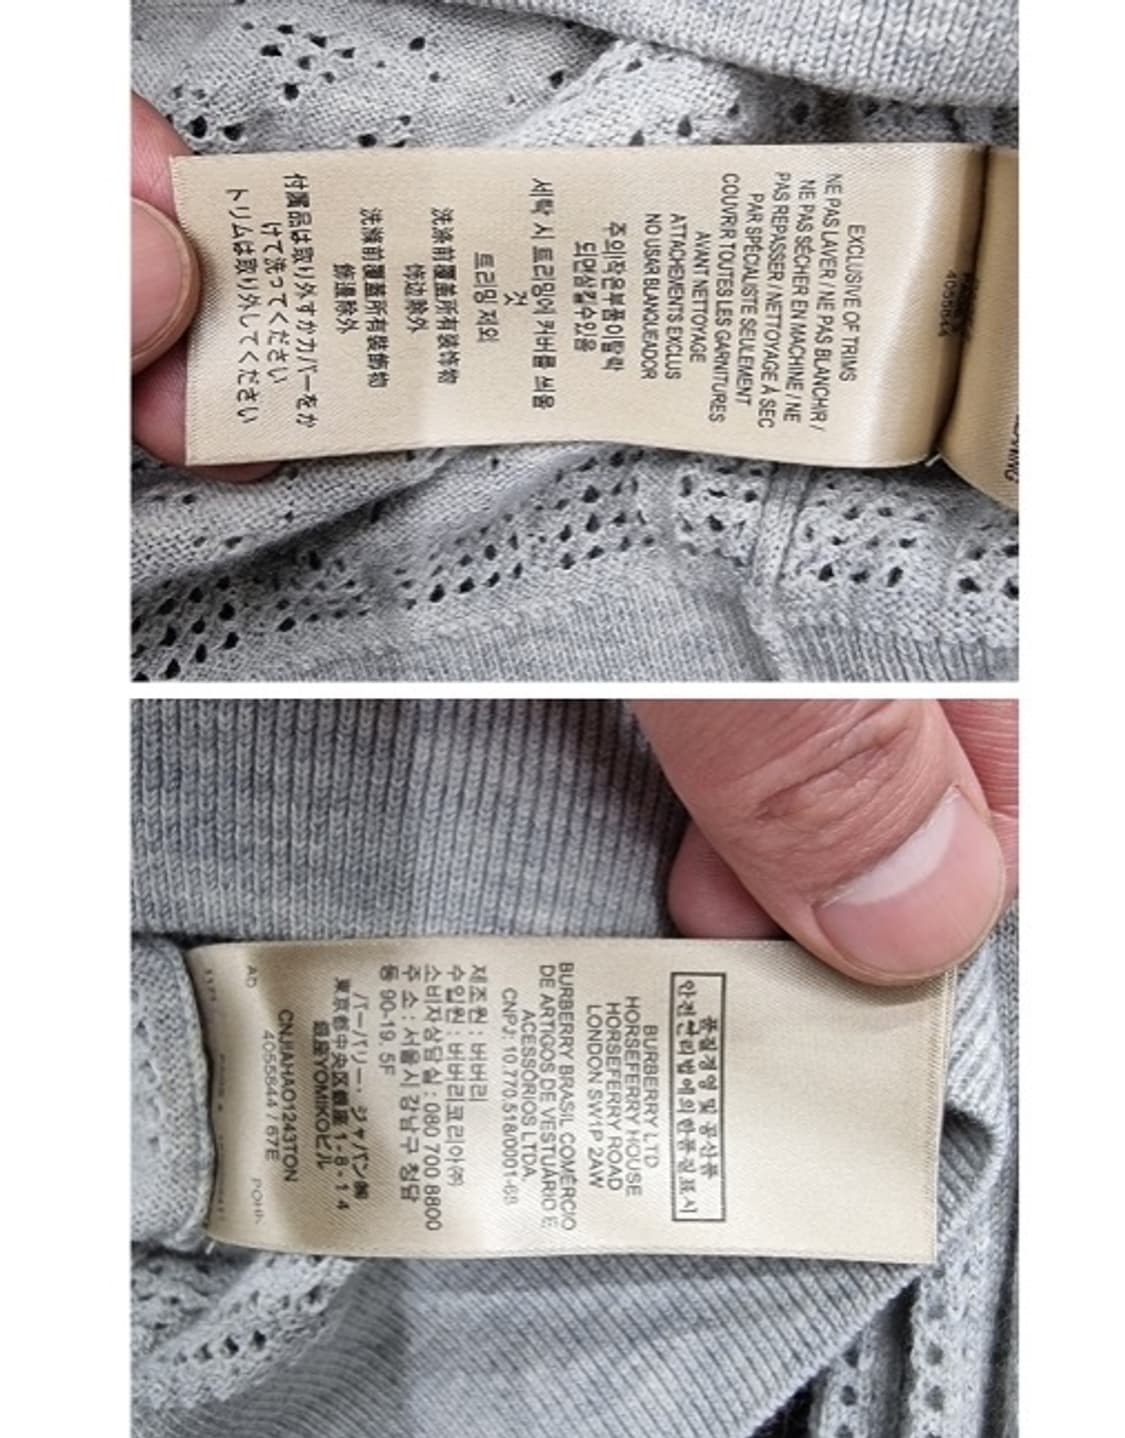 EXCLUSIVE OF TRIMS
NE PAS LAVER / NE PAS BLANCHIR /
NE PAS SÉCHER EN MACHINE / NE
PAS REPASSER / NETTOYAGE À SEC
PAR SPÉCIALISTE SEULEMENT
COUVRIR TOUTES LES GARNITURES
AVANT NETTOYAGE
ATTACHEMENTS EXCLUS
NO USAR BLANQUEADOR
주의작은부품이탈락
되면삼킬수있음
세탁 시 트리밍에 커버를 씌울
것
트리밍 제외
洗涤前覆盖所有装饰物
饰边除外
洗滌前覆蓋所有裝飾物
飾邊除外
付属品は取り外すかカバーをか
けて洗ってください
トリムは取り外してください
품질경영 및 공산품
안전관리법에의한품질표시
BURBERRY LTD
HORSEFERRY HOUSE
HORSEFERRY ROAD
LONDON SW1P 2AW
BURBERRY BRASIL COMÉRCIO
DE ARTIGOS DE VESTUÁRIO E
ACESSÓRIOS LTDA.
CNPJ: 10.770.518/0001-68
제조원 : 버버리
수입원 : 버버리코리아㈜
소비자상담실 : 080 700 8800
주 소 : 서울시 강남구 청담
동 90-19 5F
バーバリー・ジャパン㈱
東京都中央区銀座1-8-14
銀座YOMIKOビル
CNJIAHAO1243TON
4055844 / 67E